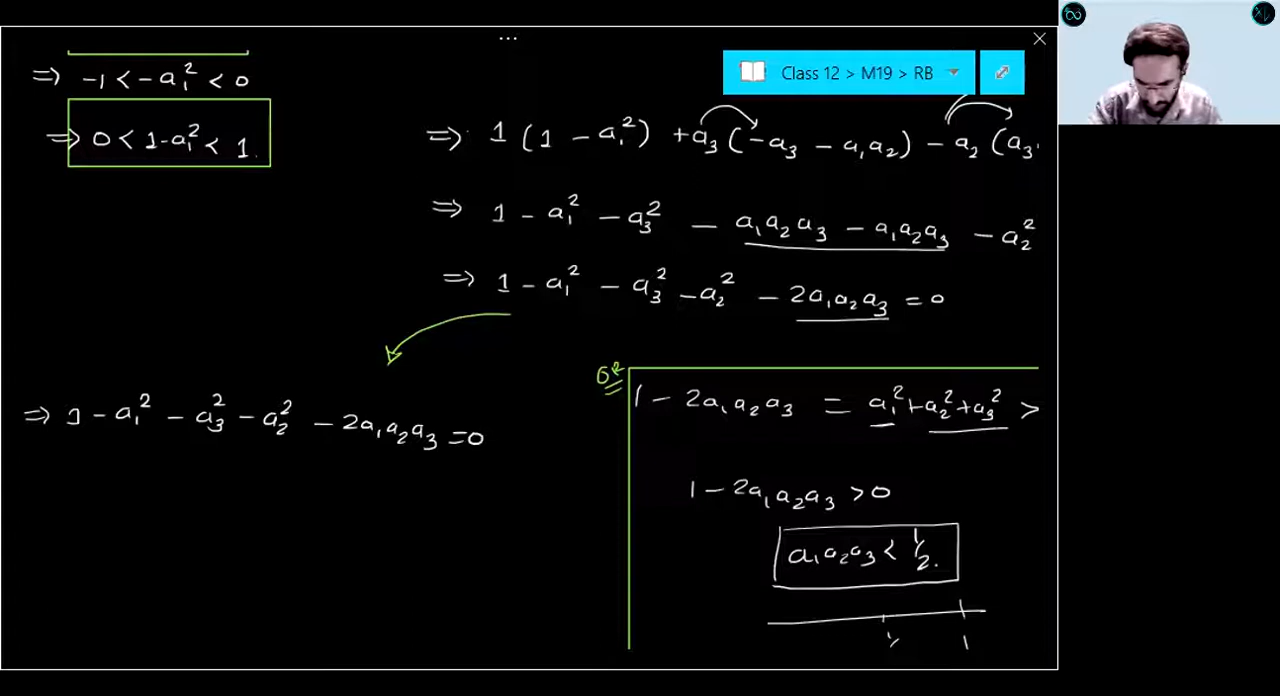 Class 12 > M19 > RB
⇒ -1 < -a₁² < 0
⇒ 0 < 1-a₁² < 1.
⇒ 1 (1 - a₁²) + a₃ (-a₃ - a₁a₂) - a₂ (a₃
⇒ 1 - a₁² - a₃² - a₁a₂a₃ - a₁a₂a₃ - a₂²
⇒ 1 - a₁² - a₃² - a₂² - 2a₁a₂a₃ = 0
⇒ 1 - a₁² - a₃² - a₂² - 2a₁a₂a₃ = 0
1 - 2a₁a₂a₃ = a₁² + a₂² + a₃² >
1 - 2a₁a₂a₃ > 0
a₁a₂a₃ < 1/2.
1